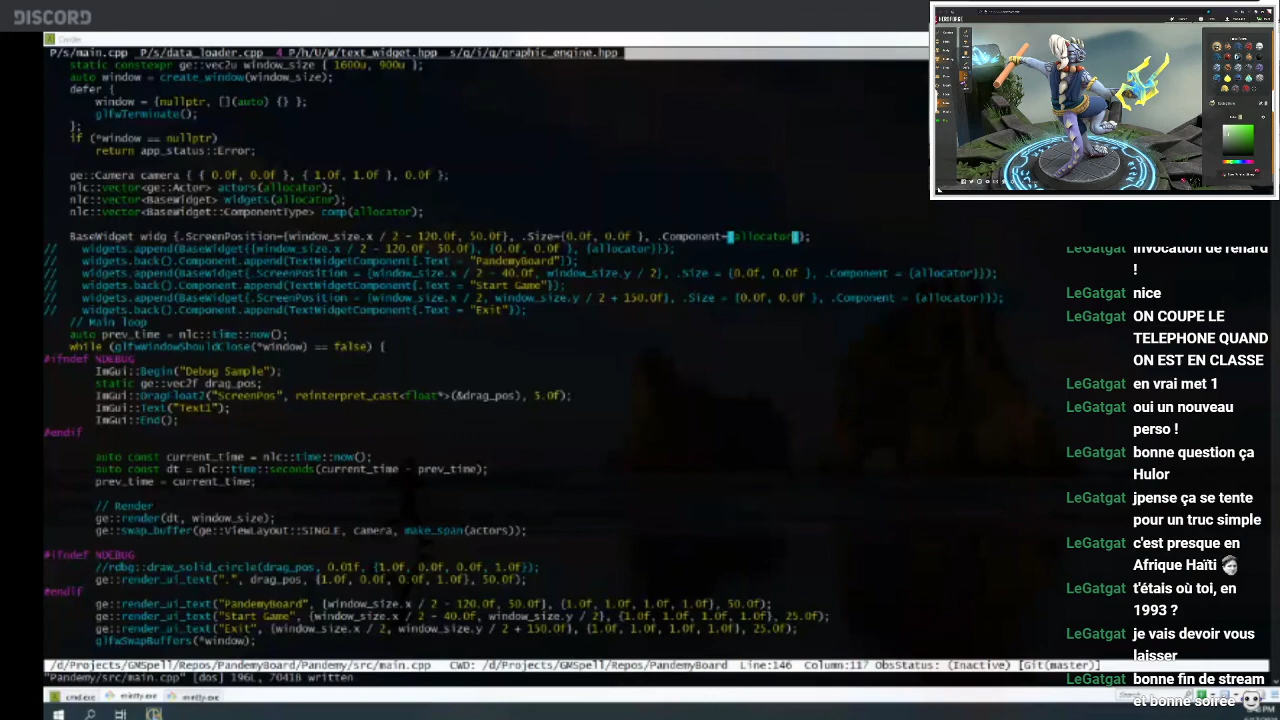 DISCORD
P/s/main.cpp P/s/data_loader.cpp 4 P/h/U/W/text_widget.hpp s/q/i/g/graphic_engine.hpp
static constexpr ge::vec2u window_size { 1600u, 900u };
auto window = create_window(window_size);
defer {
window = {nullptr, [](auto) {} };
glfwTerminate();
};
if (*window == nullptr)
return app_status::Error;
ge::Camera camera { { 0.0f, 0.0f }, { 1.0f, 1.0f }, 0.0f };
nlc::vector<ge::Actor> actors(allocator);
nlc::vector<BaseWidget> widgets(allocator);
nlc::vector<BaseWidget::ComponentType> comp(allocator);
BaseWidget widg {.ScreenPosition={window_size.x / 2 - 120.0f, 50.0f}, .Size={0.0f, 0.0f }, .Component={allocator}};
// widgets.append(BaseWidget{{window_size.x / 2 - 120.0f, 50.0f}, {0.0f, 0.0f }, {allocator}});
// widgets.back().Component.append(TextWidgetComponent{.Text = "PandemyBoard"});
// widgets.append(BaseWidget{.ScreenPosition = {window_size.x / 2 - 40.0f, window_size.y / 2}, .Size = {0.0f, 0.0f }, .Component = {allocator}});
// widgets.back().Component.append(TextWidgetComponent{.Text = "Start Game"});
// widgets.append(BaseWidget{.ScreenPosition = {window_size.x / 2, window_size.y / 2 + 150.0f}, .Size = {0.0f, 0.0f }, .Component = {allocator}});
// widgets.back().Component.append(TextWidgetComponent{.Text = "Exit"});
// Main loop
auto prev_time = nlc::time::now();
while (glfwWindowShouldClose(*window) == false) {
#ifndef NDEBUG
ImGui::Begin("Debug Sample");
static ge::vec2f drag_pos;
ImGui::DragFloat2("ScreenPos", reinterpret_cast<float*>(&drag_pos), 5.0f);
ImGui::Text("Text1");
ImGui::End();
#endif
auto const current_time = nlc::time::now();
auto const dt = nlc::time::seconds(current_time - prev_time);
prev_time = current_time;
// Render
ge::render(dt, window_size);
ge::swap_buffer(ge::ViewLayout::SINGLE, camera, make_span(actors));
#ifndef NDEBUG
//rdbg::draw_solid_circle(drag_pos, 0.01f, {1.0f, 0.0f, 0.0f, 1.0f});
ge::render_ui_text(".", drag_pos, {1.0f, 0.0f, 0.0f, 1.0f}, 50.0f);
#endif
ge::render_ui_text("PandemyBoard", {window_size.x / 2 - 120.0f, 50.0f}, {1.0f, 1.0f, 1.0f, 1.0f}, 50.0f);
ge::render_ui_text("Start Game", {window_size.x / 2 - 40.0f, window_size.y / 2}, {1.0f, 1.0f, 1.0f, 1.0f}, 25.0f);
ge::render_ui_text("Exit", {window_size.x / 2, window_size.y / 2 + 150.0f}, {1.0f, 1.0f, 1.0f, 1.0f}, 25.0f);
glfwSwapBuffers(*window);
/d/Projects/GMSpell/Repos/PandemBoard/Pandemy/src/main.cpp CWD: /d/Projects/GMSpell/Repos/PandemBoard Line:146 Column:117 ObsStatus: (Inactive) [Git(master)]
"Pandemy/src/main.cpp" [dos] 196L, 7041B written
cmd.exe mintty.exe mintty.exe
invocation de renard
!
LeGatgat nice
LeGatgat ON COUPE LE
TELEPHONE QUAND
ON EST EN CLASSE
LeGatgat en vrai met 1
LeGatgat oui un nouveau
perso !
LeGatgat bonne question ça
Hulor
LeGatgat jpense ça se tente
pour un truc simple
LeGatgat c'est presque en
Afrique Haïti
LeGatgat t'étais où toi, en
1993 ?
LeGatgat je vais devoir vous
laisser
LeGatgat bonne fin de stream
et bonne soirée